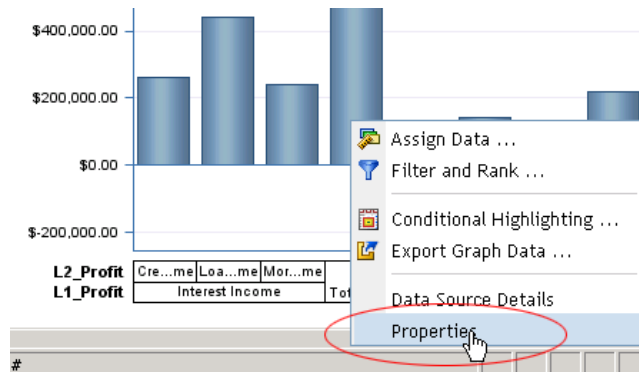 $400,000.00
$200,000.00
$0.00
$-200,000.00
Assign Data ...
Filter and Rank ...
Conditional Highlighting ...
Export Graph Data ...
Data Source Details
Properties
L2_Profit Cre...me Loa...me Mor...me
L1_Profit Interest Income Tot
#